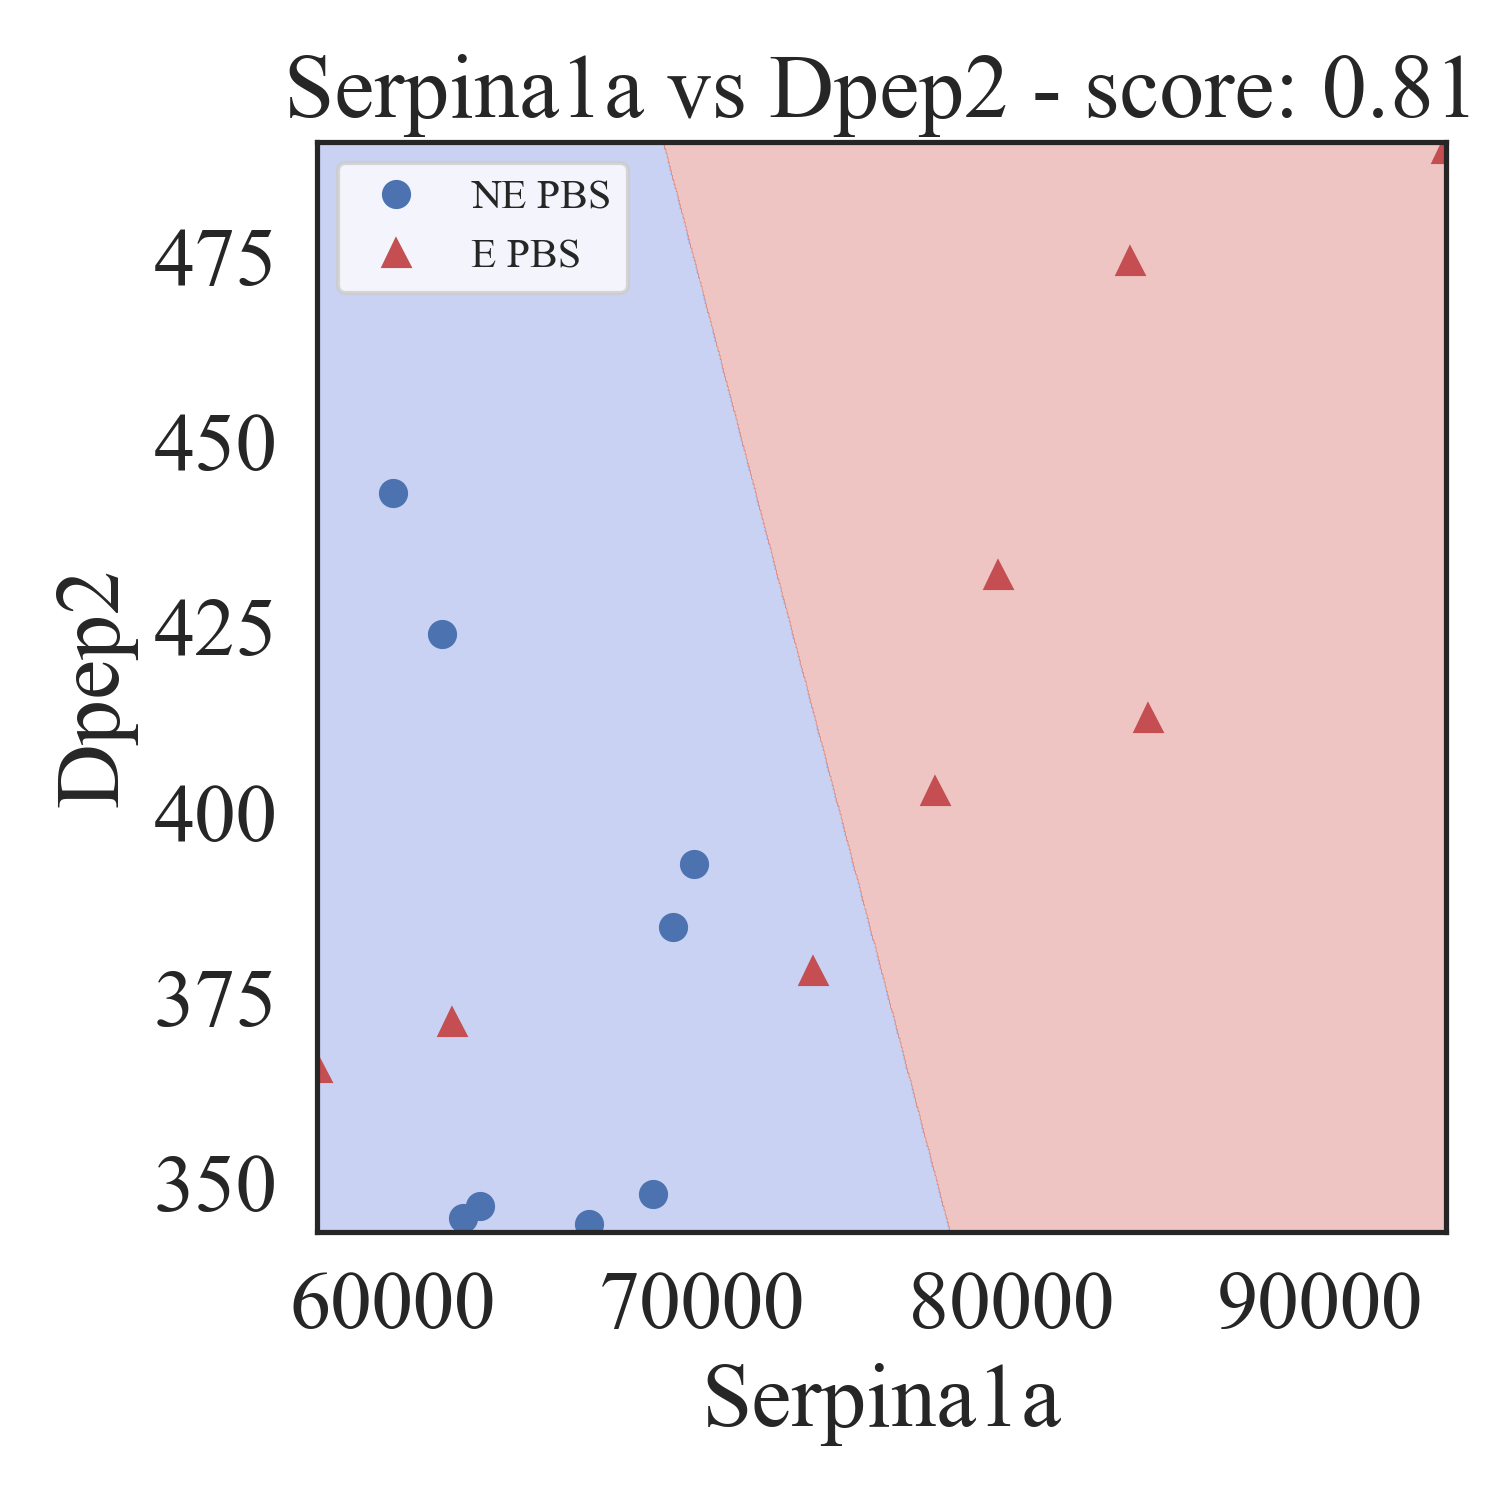 Serpina1a vs Dpep2 - score: 0.81
NE PBS
E PBS
475
450
425
400
375
350
Dpep2
60000 70000 80000 90000
Serpina1a